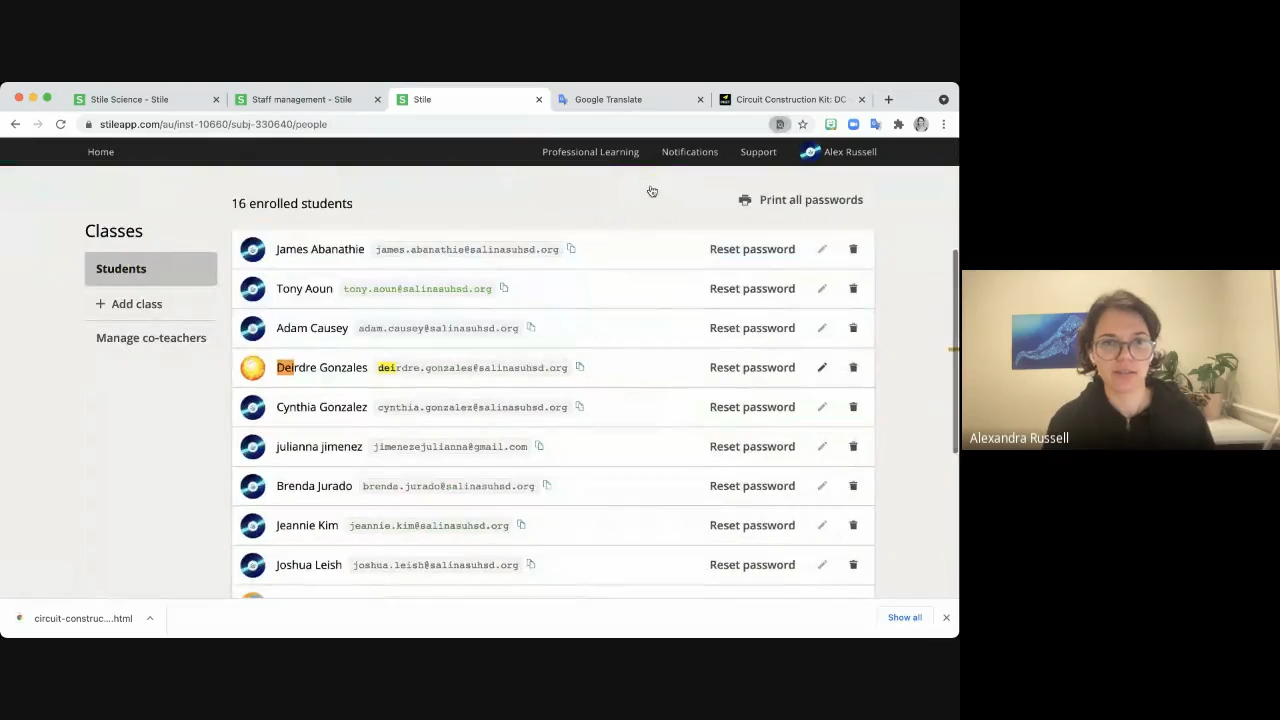 Stile Science - Stile
Staff management - Stile
Stile
Google Translate
Circuit Construction Kit: DC
stileapp.com/au/inst-10660/subj-330640/people
Home
Professional Learning
Notifications
Support
Alex Russell
16 enrolled students
Print all passwords
Classes
Students
+ Add class
Manage co-teachers
James Abanathie james.abanathie@salinasuhsd.org Reset password
Tony Aoun tony.aoun@salinasuhsd.org Reset password
Adam Causey adam.causey@salinasuhsd.org Reset password
Deirdre Gonzales deirdre.gonzales@salinasuhsd.org Reset password
Cynthia Gonzalez cynthia.gonzalez@salinasuhsd.org Reset password
julianna jimenez jimenezejulianna@gmail.com Reset password
Brenda Jurado brenda.jurado@salinasuhsd.org Reset password
Jeannie Kim jeannie.kim@salinasuhsd.org Reset password
Joshua Leish joshua.leish@salinasuhsd.org Reset password
circuit-construc....html
Show all
Alexandra Russell